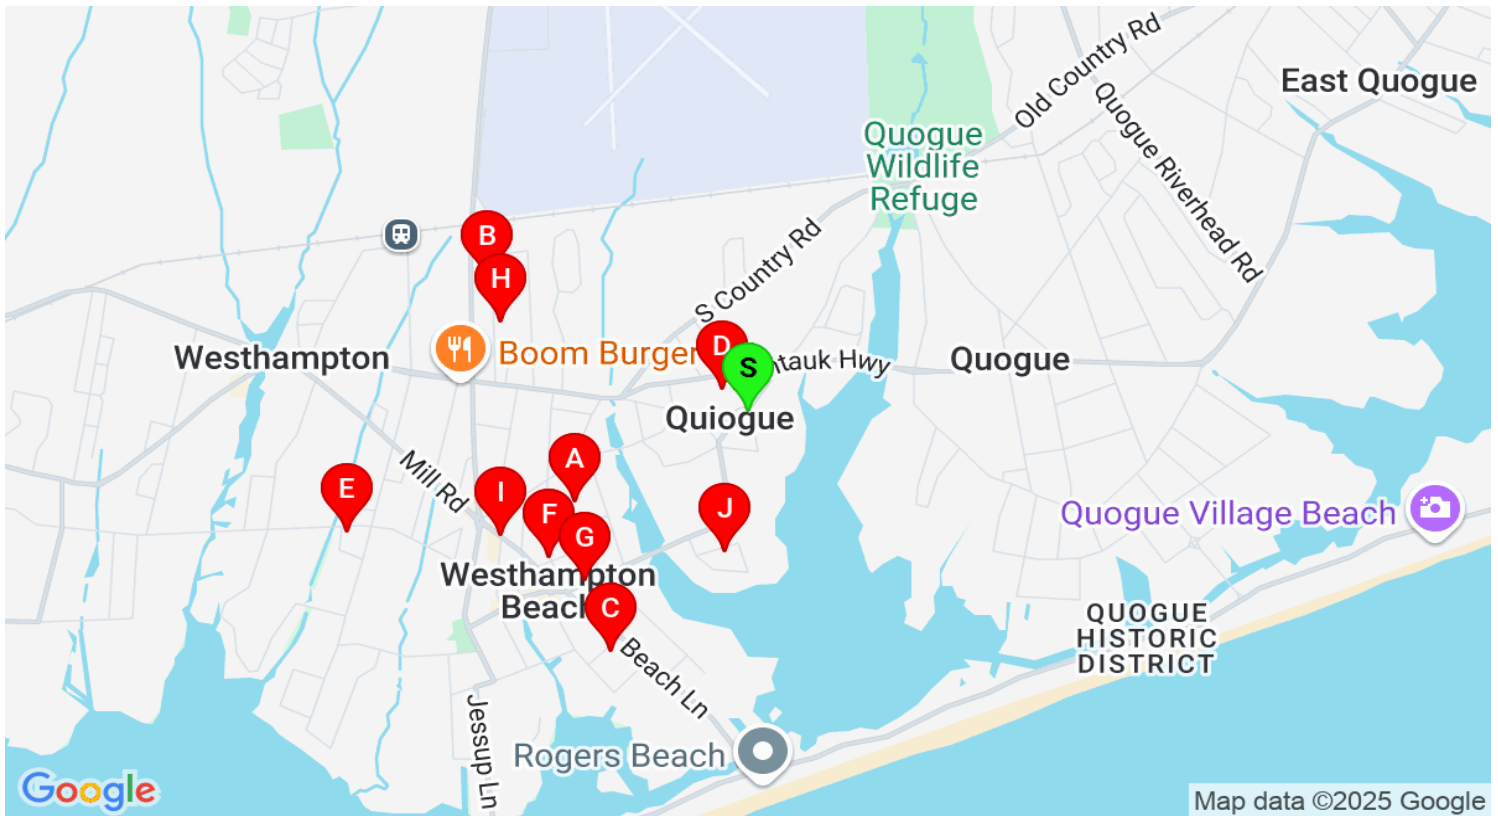 Old Country Rd
East Quogue
Quogue
Wildlife
Refuge
Quogue Riverhead Rd
S Country Rd
B
H
Westhampton
Boom Burger
D
S
ntauk Hwy
Quogue
Quiogue
A
Mill Rd
E
I
F
J
G
Quogue Village Beach
Westhampton
Beach
C
QUOGUE
HISTORIC
DISTRICT
Beach Ln
Jessup Ln
Rogers Beach
Google
Map data ©2025 Google